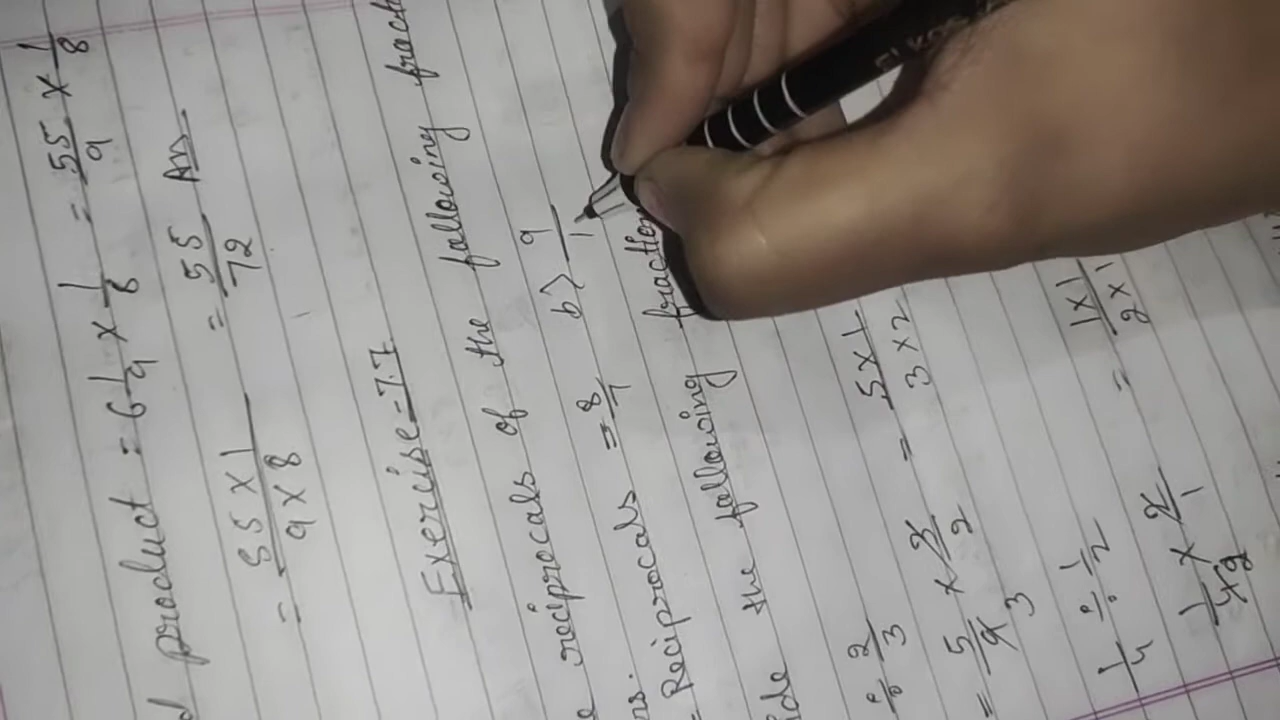 product = 6 1/9 × 1/8 = 55/9 × 1/8
= 55 × 1 / 9 × 8 = 55/72 Ans
Exercise = 7.7
reciprocals of the following
b) 9/1
Reciprocals = 8/7
the following fraction
÷ 2/3
= 5/9 × 3/2 = 5 × 1 / 3 × 2
3
1/4 ÷ 1/2
1/4 × 2/1 = 1×1 / 2×1
2